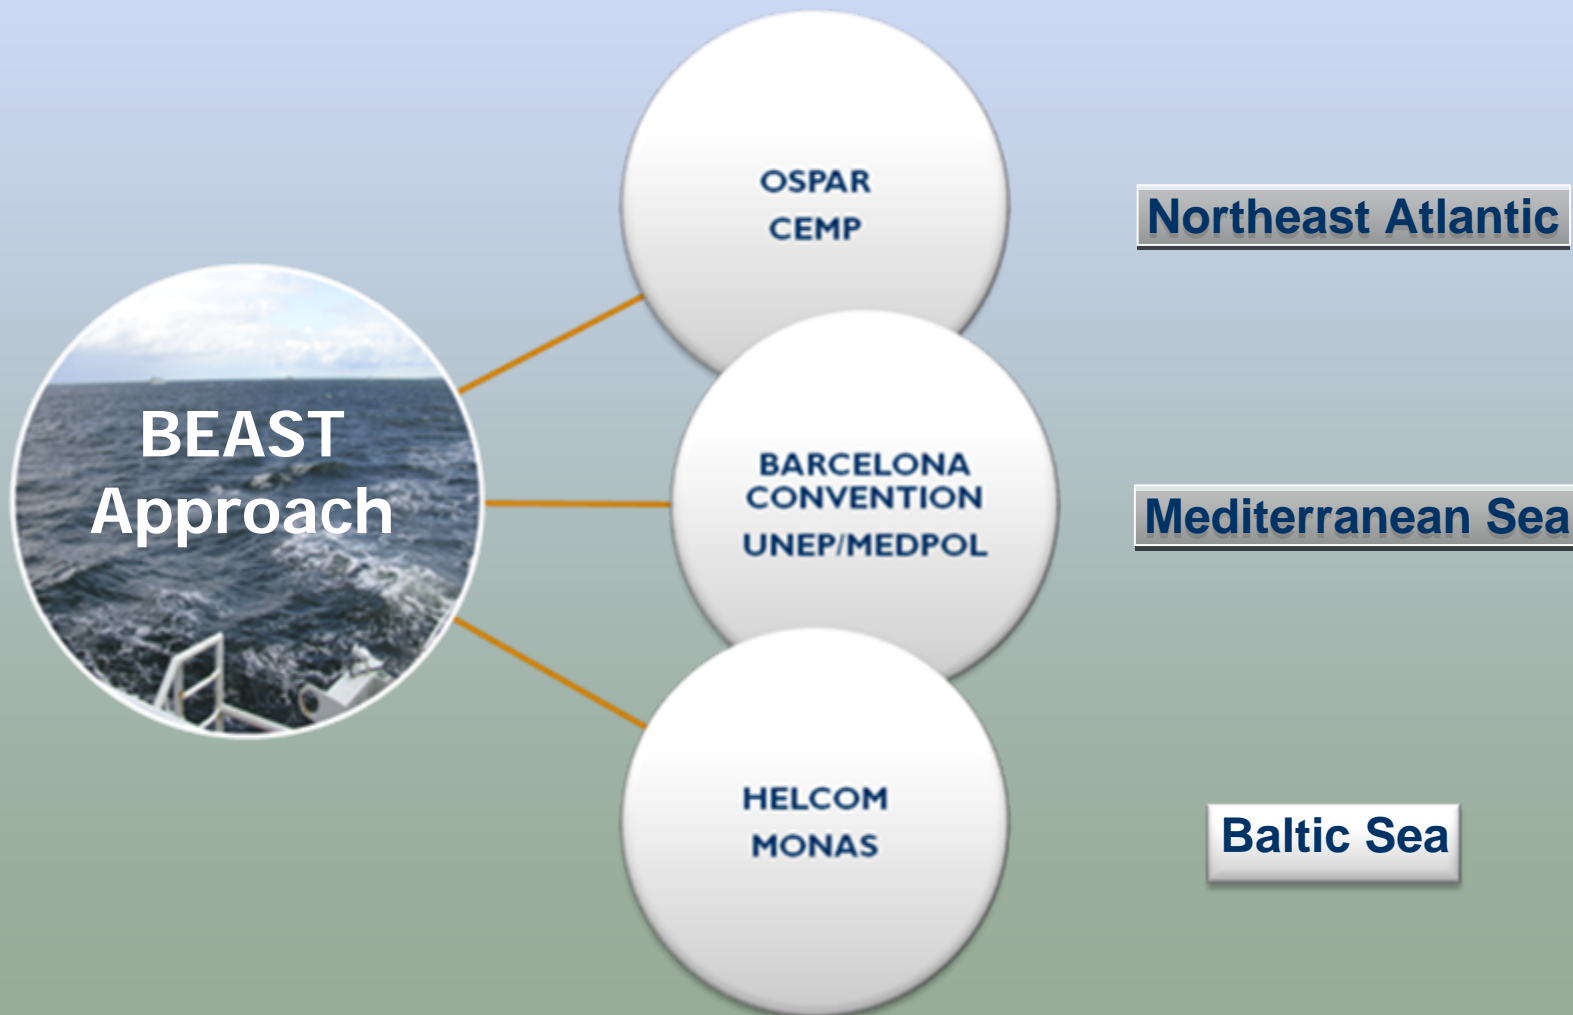 BEAST
Approach
OSPAR
CEMP
Northeast Atlantic
BARCELONA
CONVENTION
UNEP/MEDPOL
Mediterranean Sea
HELCOM
MONAS
Baltic Sea